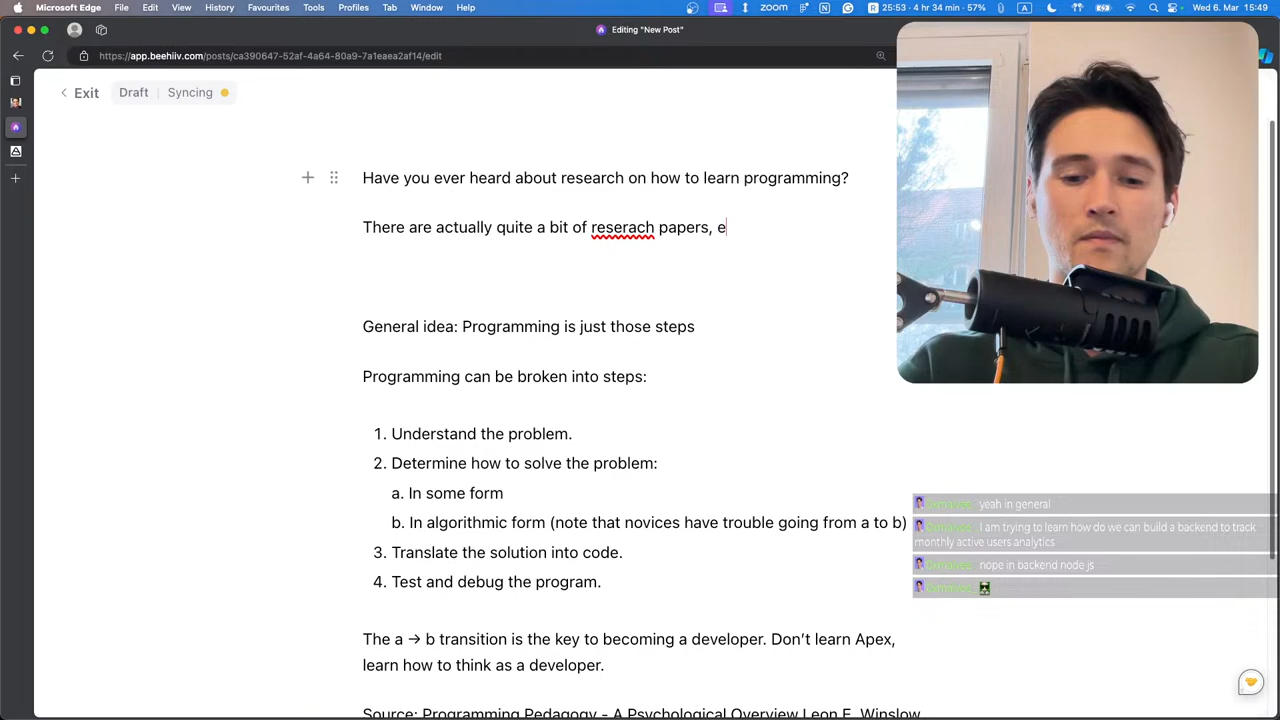 Microsoft Edge File Edit View History Favourites Tools Profiles Tab Window Help zoom 25:53 – 4 hr 34 min – 57% Wed 6. Mar 15:49
Editing "New Post"
https://app.beehiiv.com/posts/ca390647-52af-4a64-80a9-7a1eaea2af14/edit
Exit Draft | Syncing
Have you ever heard about research on how to learn programming?
There are actually quite a bit of reserach papers, e
General idea: Programming is just those steps
Programming can be broken into steps:
1. Understand the problem.
2. Determine how to solve the problem:
a. In some form
b. In algorithmic form (note that novices have trouble going from a to b)
3. Translate the solution into code.
4. Test and debug the program.
The a → b transition is the key to becoming a developer. Don't learn Apex,
learn how to think as a developer.
Source: Programming Pedagogy - A Psychological Overview Leon E. Winslow
yeah in general
I am trying to learn how do we can build a backend to track
monthly active users analytics
nope in backend node js